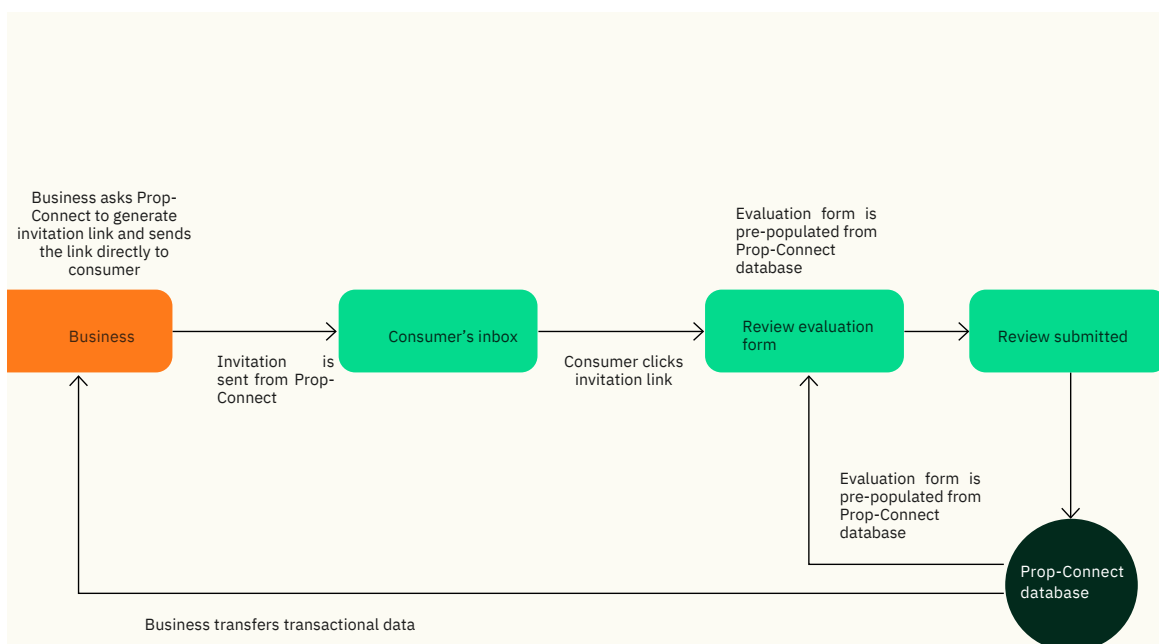 Business asks Prop-
Connect to generate
invitation link and sends
the link directly to
consumer
Evaluation form is
pre-populated from
Prop-Connect
database
Business
Consumer's inbox
Review evaluation
form
Review submitted
Invitation is
sent from Prop-
Connect
Consumer clicks
invitation link
Evaluation form is
pre-populated from
Prop-Connect
database
Prop-Connect
database
Business transfers transactional data